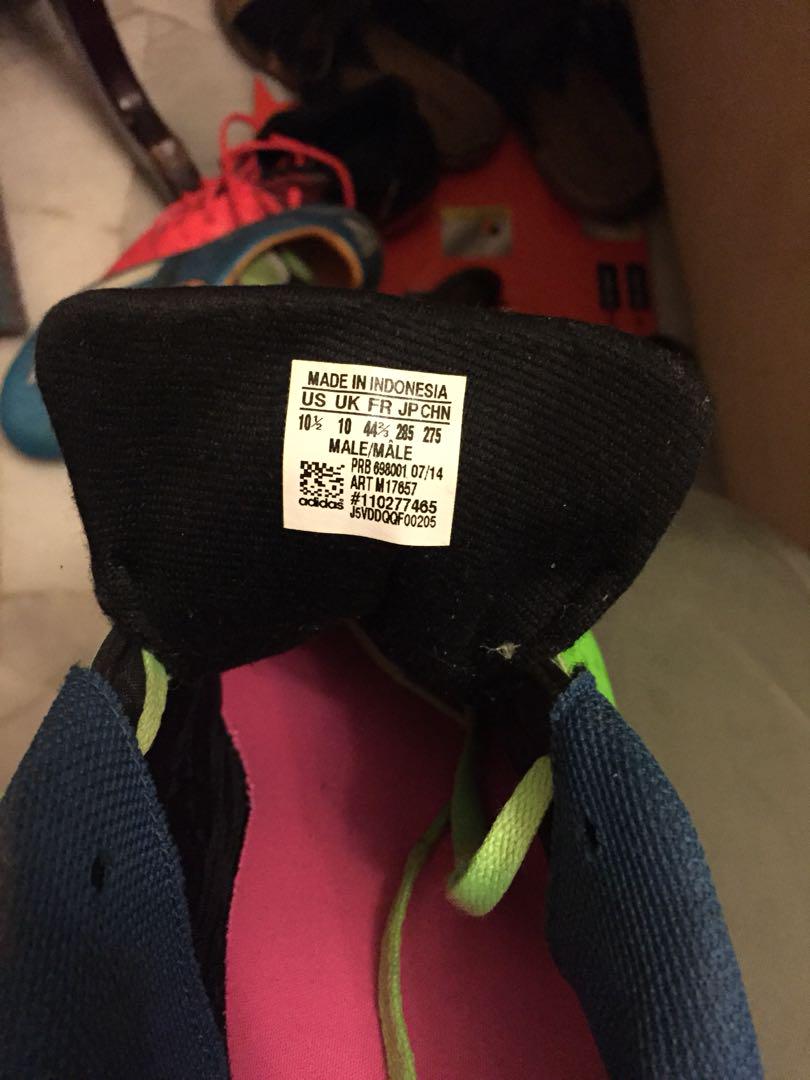 MADE IN INDONESIA
US UK FR JP CHN
10½ 10 44⅔ 285 275
MALE/MÂLE
PRB 698001 07/14
ART M17657
#110277465
adidas J5VDDQQF00205